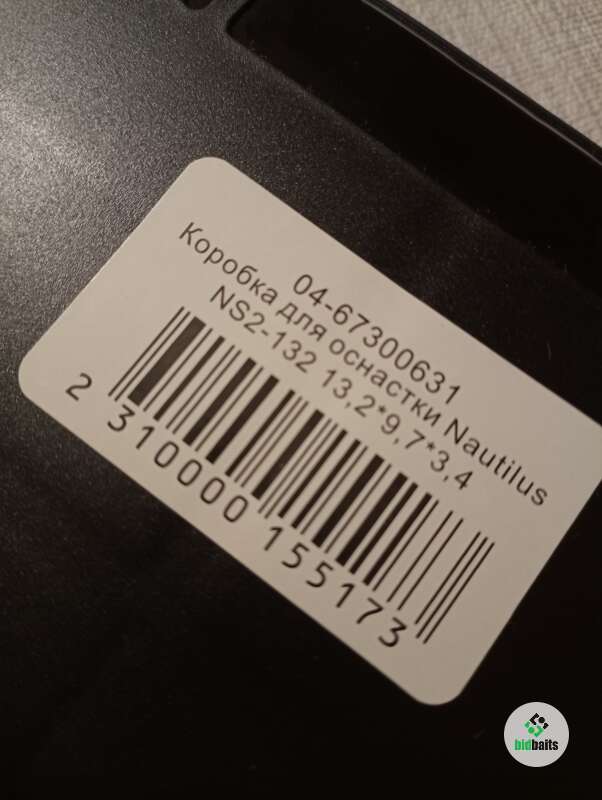 04-67300631
Коробка для оснастки Nautilus
NS2-132 13,2*9,7*3,4
2 310000 155173
bidbaits